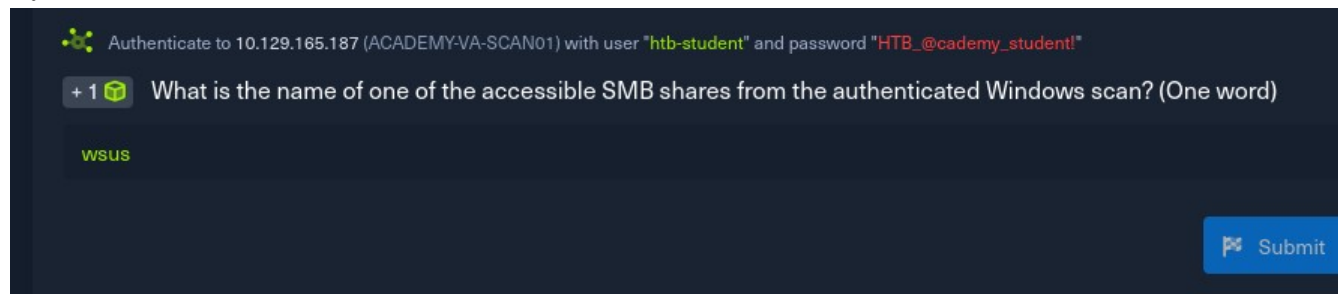 Authenticate to 10.129.165.187 (ACADEMY-VA-SCAN01) with user "htb-student" and password "HTB_@cademy_student!"
+ 1 What is the name of one of the accessible SMB shares from the authenticated Windows scan? (One word)
wsus
Submit